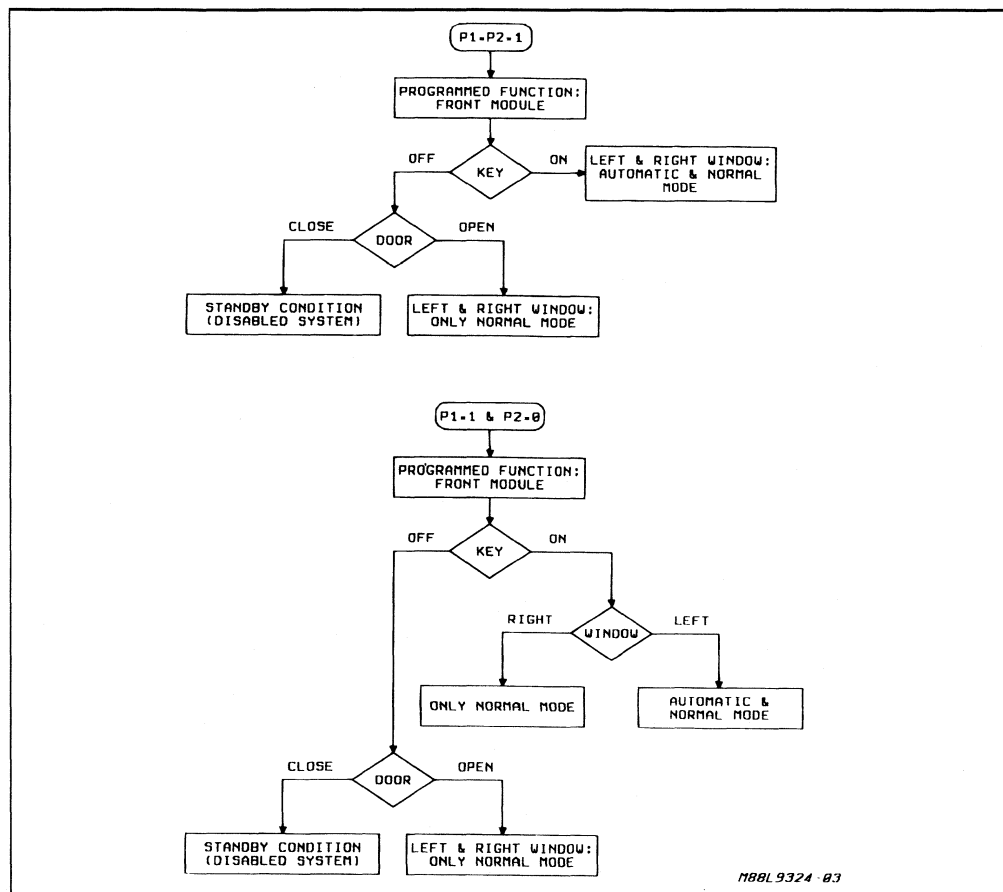 P1=P2=1
PROGRAMMED FUNCTION:
FRONT MODULE
OFF
KEY
ON
LEFT & RIGHT WINDOW:
AUTOMATIC & NORMAL
MODE
CLOSE
DOOR
OPEN
STANDBY CONDITION
(DISABLED SYSTEM)
LEFT & RIGHT WINDOW:
ONLY NORMAL MODE
P1=1 & P2=0
PROGRAMMED FUNCTION:
FRONT MODULE
OFF
KEY
ON
RIGHT
WINDOW
LEFT
ONLY NORMAL MODE
AUTOMATIC &
NORMAL MODE
CLOSE
DOOR
OPEN
STANDBY CONDITION
(DISABLED SYSTEM)
LEFT & RIGHT WINDOW:
ONLY NORMAL MODE
M88L9324-03